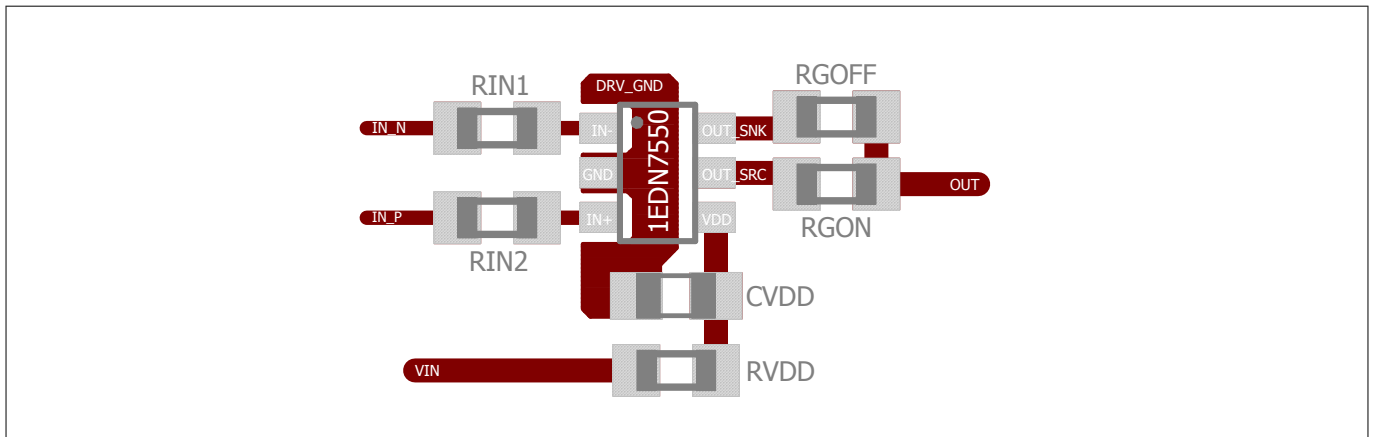 RGOFF
DRV_GND
RIN1
IN_N
IN-
OUT_SNK
1EDN7550
GND
OUT_SRC
OUT
IN_P
IN+
VDD
RGON
RIN2
CVDD
VIN
RVDD